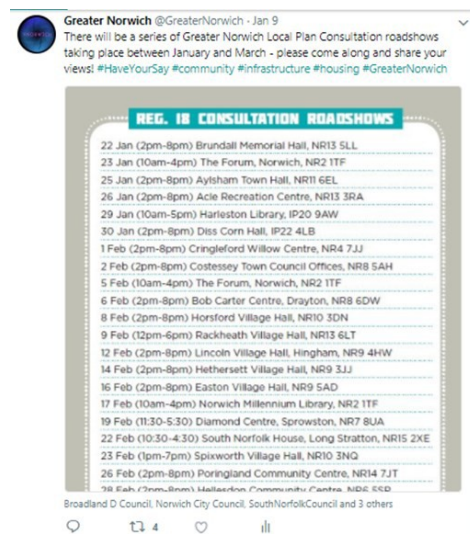 Greater Norwich @GreaterNorwich · Jan 9
There will be a series of Greater Norwich Local Plan Consultation roadshows
taking place between January and March - please come along and share your
views! #HaveYourSay #community #infrastructure #housing #GreaterNorwich
REG. 18 CONSULTATION ROADSHOWS
22 Jan (2pm-8pm) Brundall Memorial Hall, NR13 5LL
23 Jan (10am-4pm) The Forum, Norwich, NR2 1TF
25 Jan (2pm-8pm) Aylsham Town Hall, NR11 6EL
26 Jan (2pm-8pm) Acle Recreation Centre, NR13 3RA
29 Jan (10am-5pm) Harleston Library, IP20 9AW
30 Jan (2pm-8pm) Diss Corn Hall, IP22 4LB
1 Feb (2pm-8pm) Cringleford Willow Centre, NR4 7JJ
2 Feb (2pm-8pm) Costessey Town Council Offices, NR8 5AH
5 Feb (10am-4pm) The Forum, Norwich, NR2 1TF
6 Feb (2pm-8pm) Bob Carter Centre, Drayton, NR8 6DW
8 Feb (2pm-8pm) Horsford Village Hall, NR10 3DN
9 Feb (12pm-6pm) Rackheath Village Hall, NR13 6LT
12 Feb (2pm-8pm) Lincoln Village Hall, Hingham, NR9 4HW
14 Feb (2pm-8pm) Hethersett Village Hall, NR9 3JJ
16 Feb (2pm-8pm) Easton Village Hall, NR9 5AD
17 Feb (10am-4pm) Norwich Millennium Library, NR2 1TF
19 Feb (11:30-5:30) Diamond Centre, Sprowston, NR7 8UA
22 Feb (10:30-4:30) South Norfolk House, Long Stratton, NR15 2XE
23 Feb (1pm-7pm) Spixworth Village Hall, NR10 3NQ
26 Feb (2pm-8pm) Poringland Community Centre, NR14 7JT
28 Feb (2pm-8pm) Hellesdon Community Centre, NR6 5SR
Broadland D Council, Norwich City Council, SouthNorfolkCouncil and 3 others
4